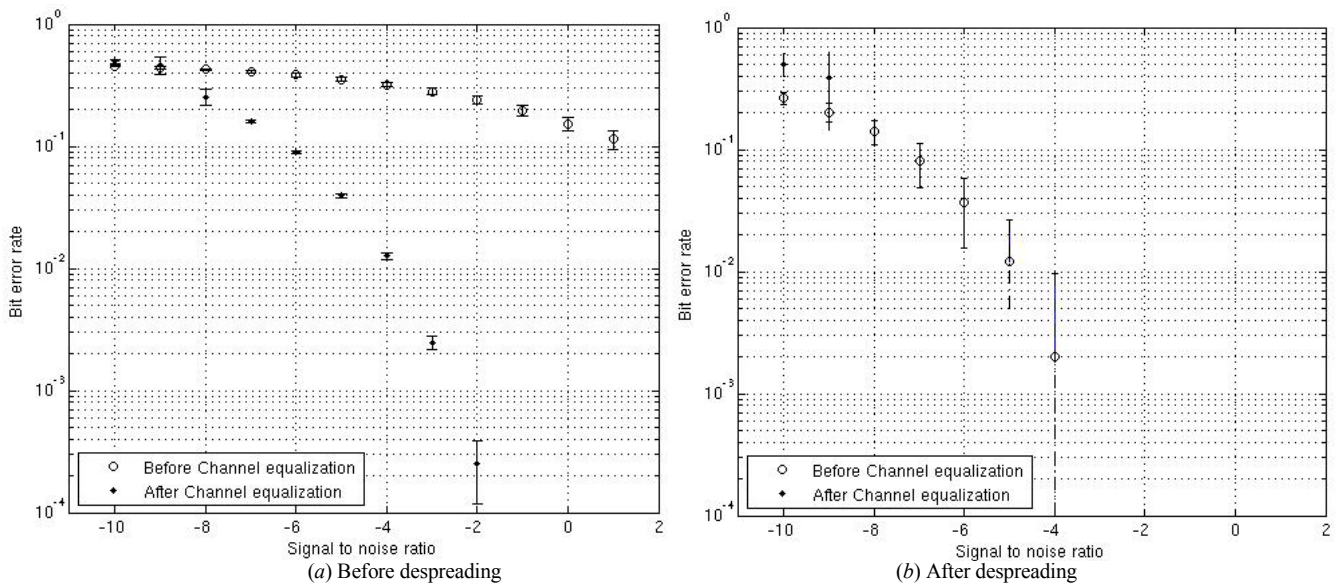 10^0
10^-1
10^-2
10^-3
10^-4
Bit error rate
Before Channel equalization
After Channel equalization
-10 -8 -6 -4 -2 0 2
Signal to noise ratio
(a) Before despreading
10^0
10^-1
10^-2
10^-3
10^-4
Bit error rate
Before Channel equalization
After Channel equalization
-10 -8 -6 -4 -2 0 2
Signal to noise ratio
(b) After despreading